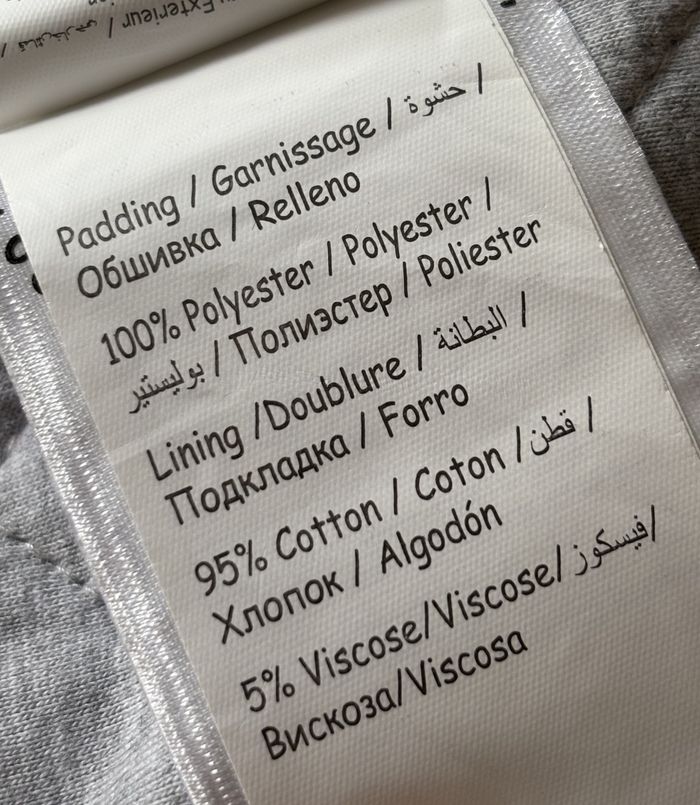 Exterieur /
Padding / Garnissage / حشوة /
Обшивка / Relleno
100% Polyester / Polyester /
بوليستير / Полиэстер / Poliester
Lining /Doublure / البطانة /
Подкладка / Forro
95% Cotton / Coton / قطن /
Хлопок / Algodón
5% Viscose/Viscose/ فيسكوز/
Вискоза/Viscosa